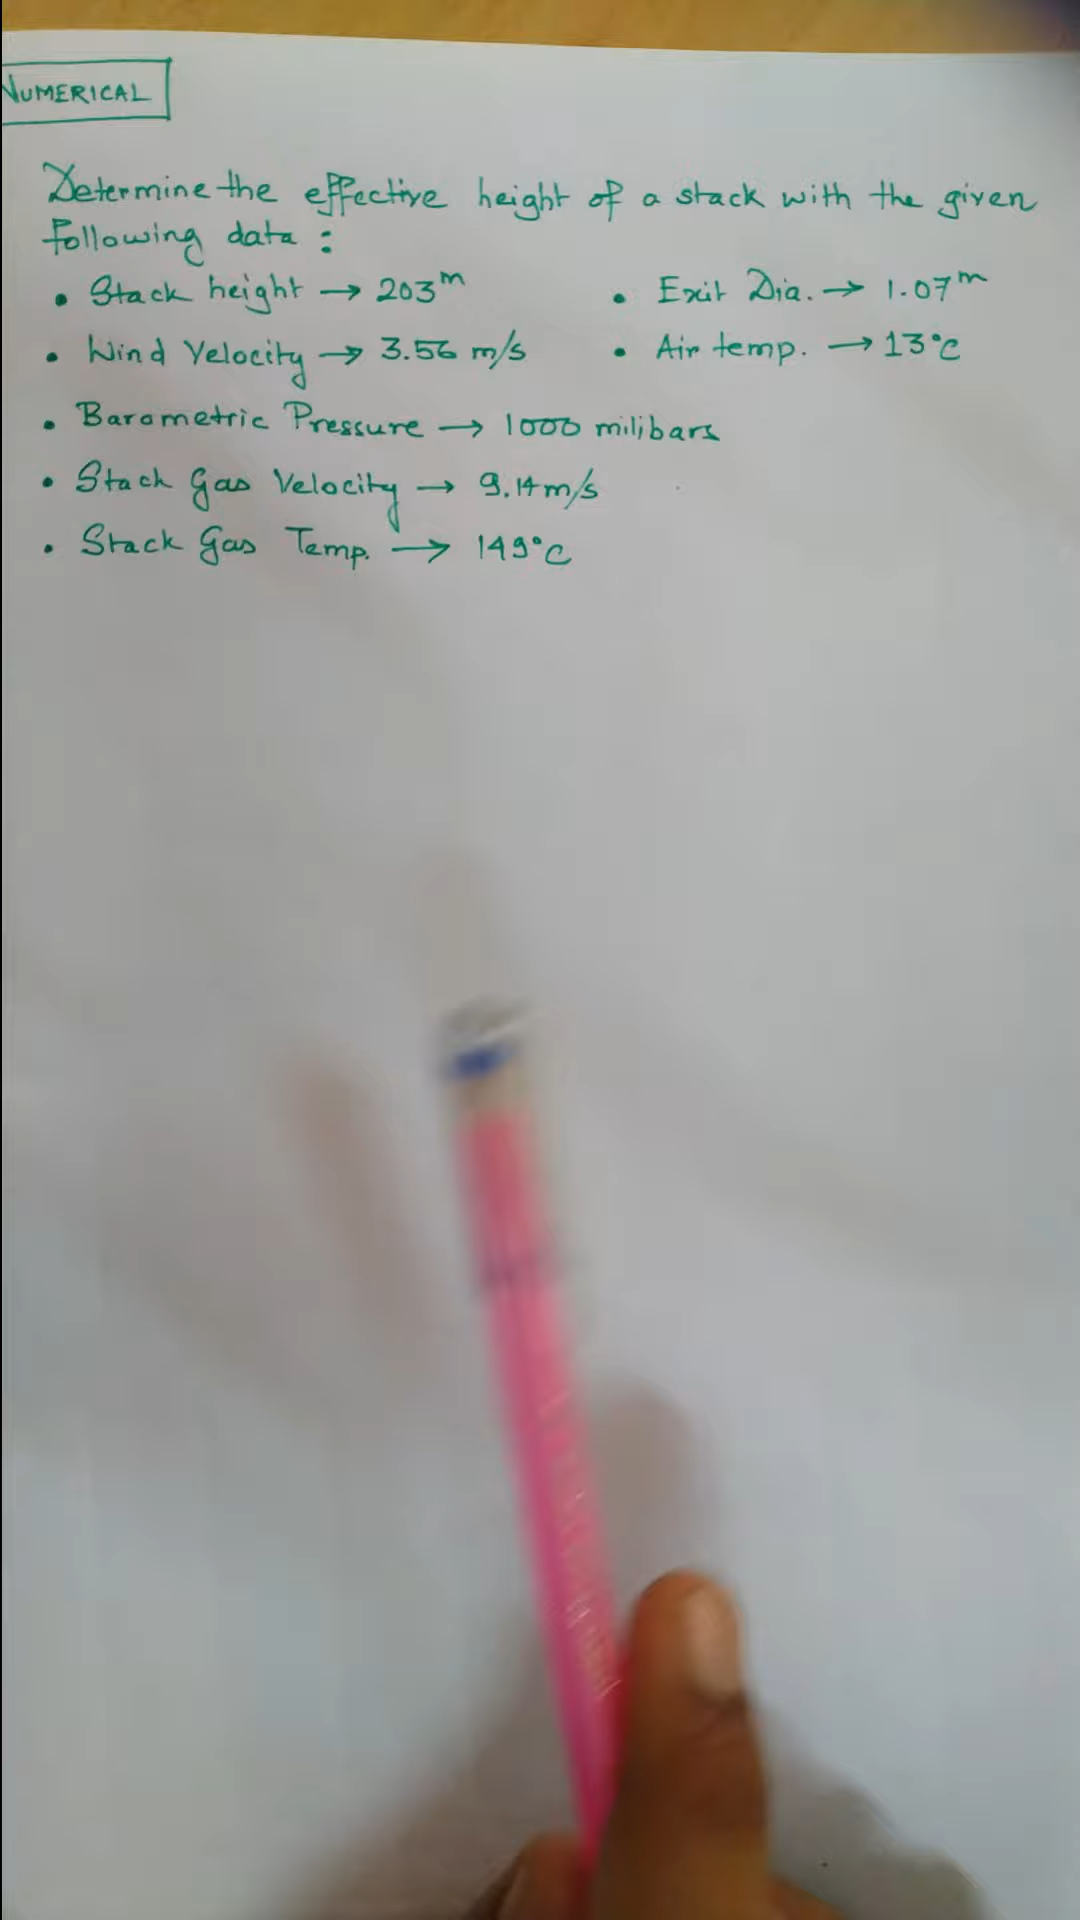 NUMERICAL
Determine the effective height of a stack with the given
following data :
• Stack height → 203m
• Exit Dia. → 1.07m
• Wind Velocity → 3.56 m/s
• Air temp. → 13°C
• Barometric Pressure → 1000 milibars
• Stack Gas Velocity → 9.14 m/s
• Stack Gas Temp. → 149°C